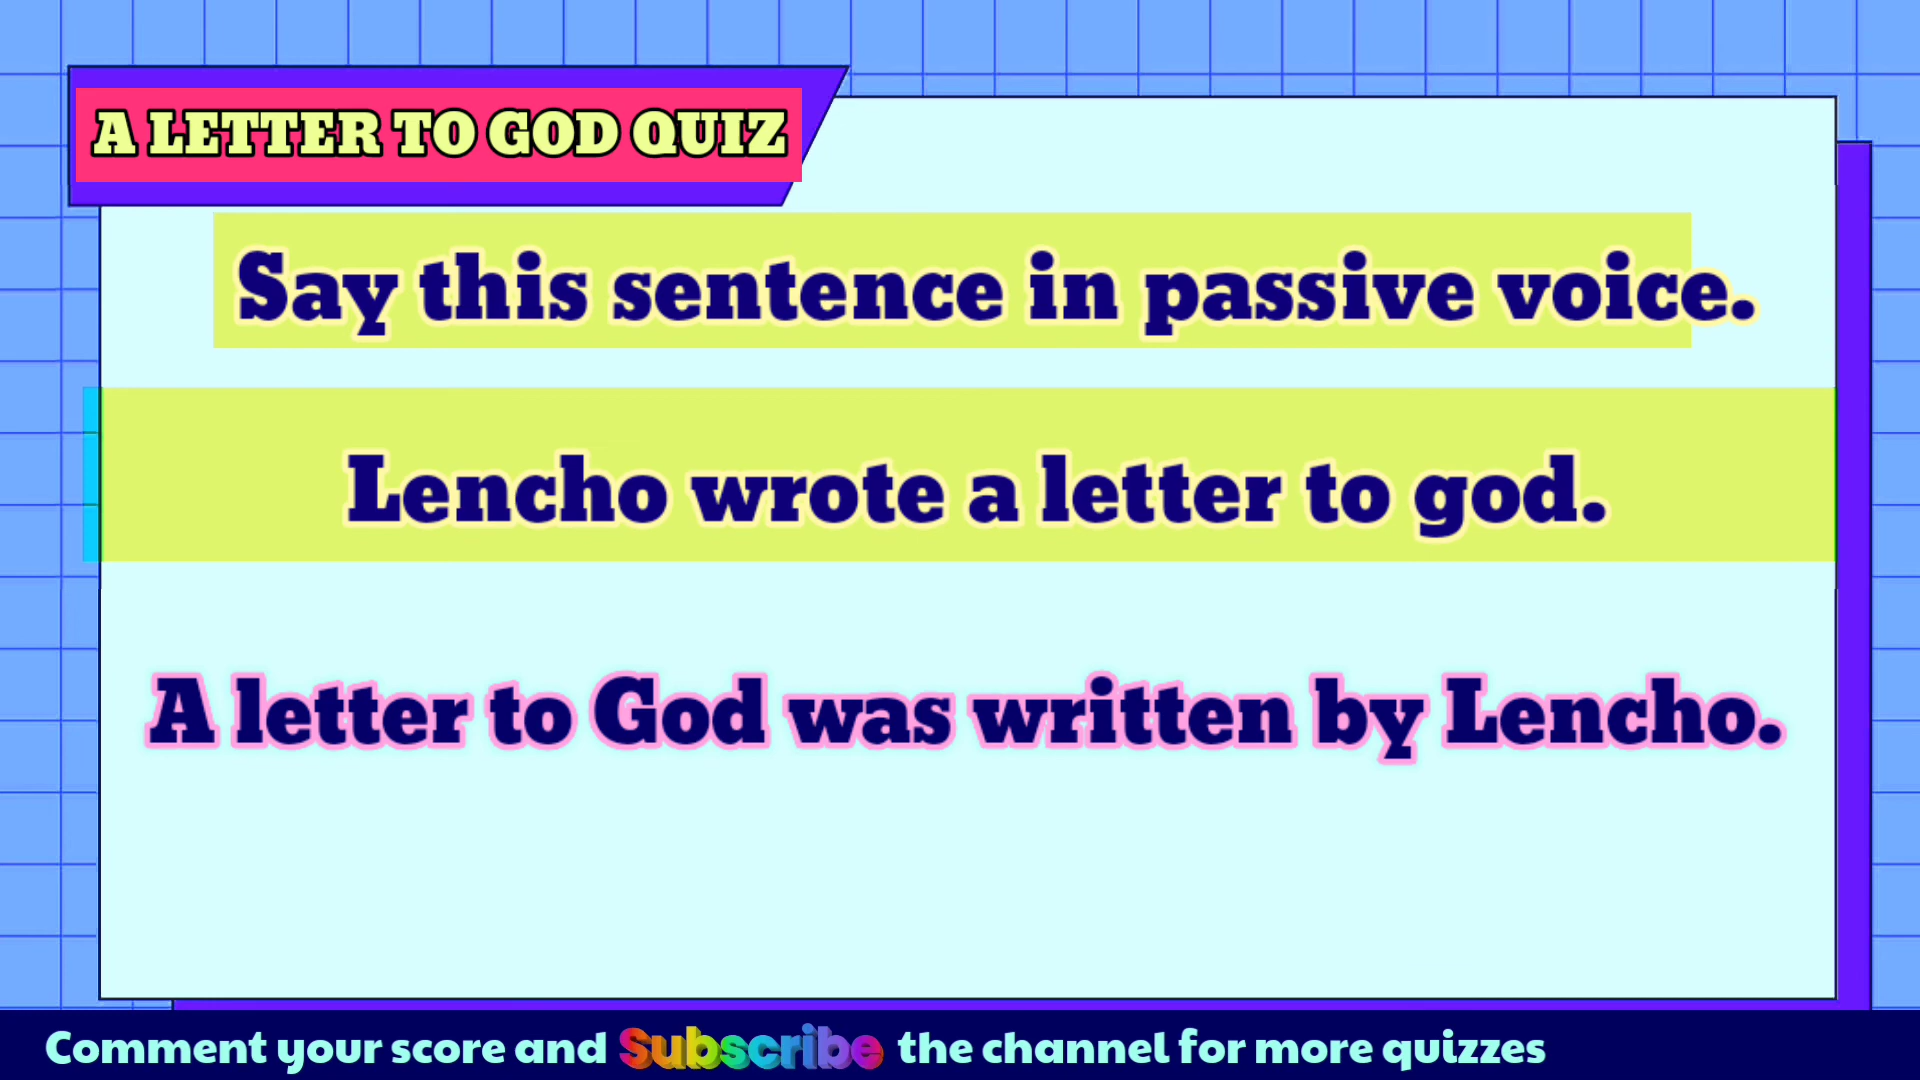 A LETTER TO GOD QUIZ
Say this sentence in passive voice.
Lencho wrote a letter to god.
A letter to God was written by Lencho.
Comment your score and Subscribe the channel for more quizzes